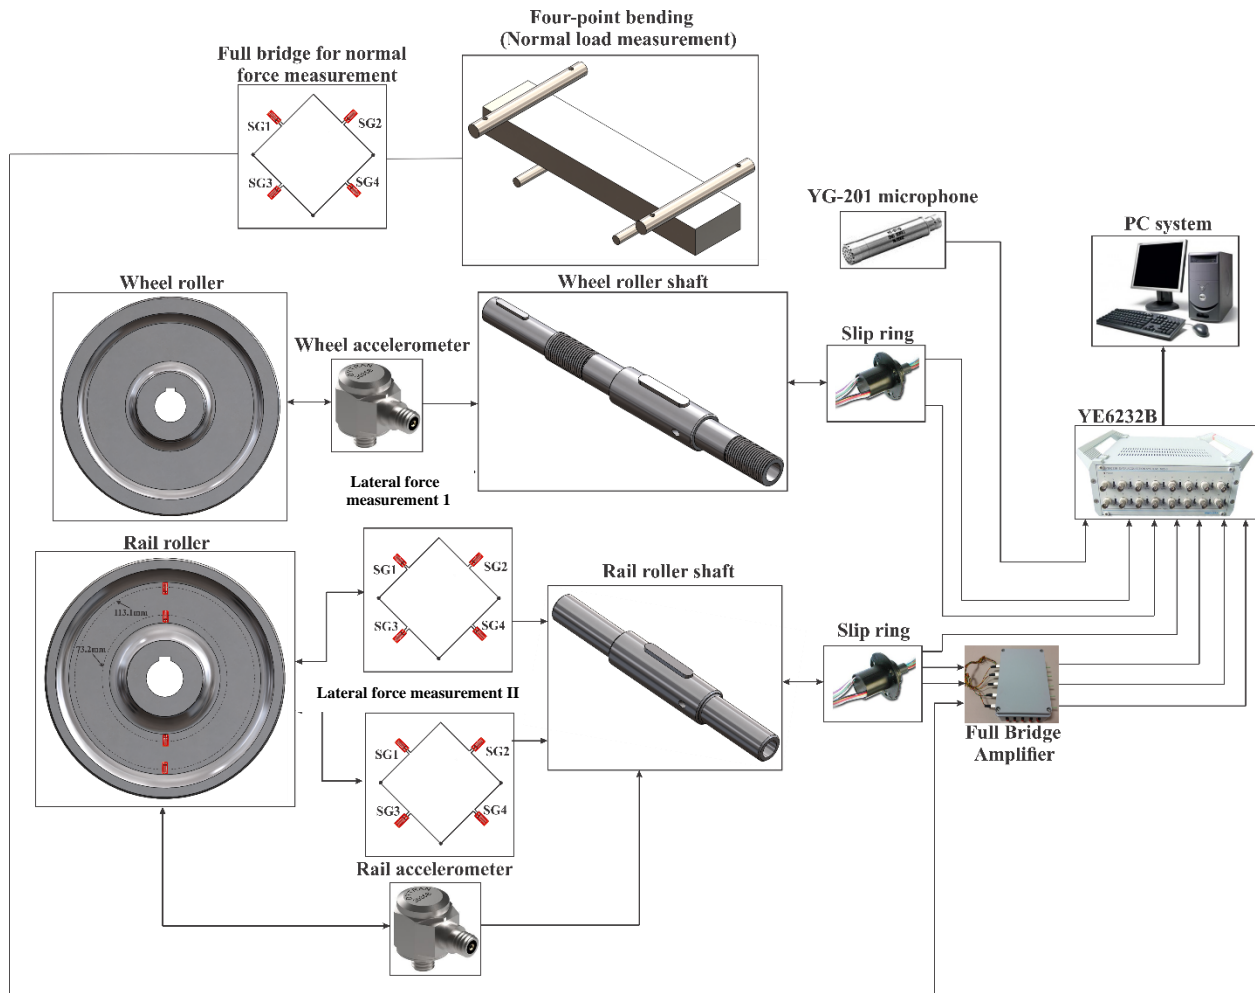 Four-point bending
(Normal load measurement)
Full bridge for normal
force measurement
SG1
SG2
SG3
SG4
YG-201 microphone
PC system
Wheel roller
Wheel accelerometer
Wheel roller shaft
Slip ring
YE6232B
Lateral force
measurement 1
Rail roller
113.1mm
73.2mm
SG1
SG2
SG3
SG4
Rail roller shaft
Slip ring
Lateral force measurement II
SG1
SG2
SG3
SG4
Full Bridge
Amplifier
Rail accelerometer